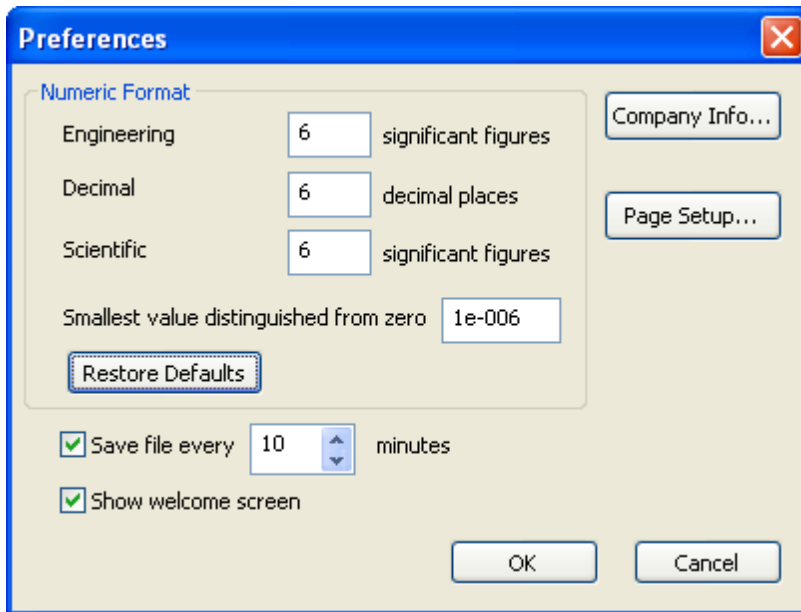 Preferences
Numeric Format
Engineering 6 significant figures
Company Info...
Decimal 6 decimal places
Page Setup...
Scientific 6 significant figures
Smallest value distinguished from zero 1e-006
Restore Defaults
Save file every 10 minutes
Show welcome screen
OK Cancel